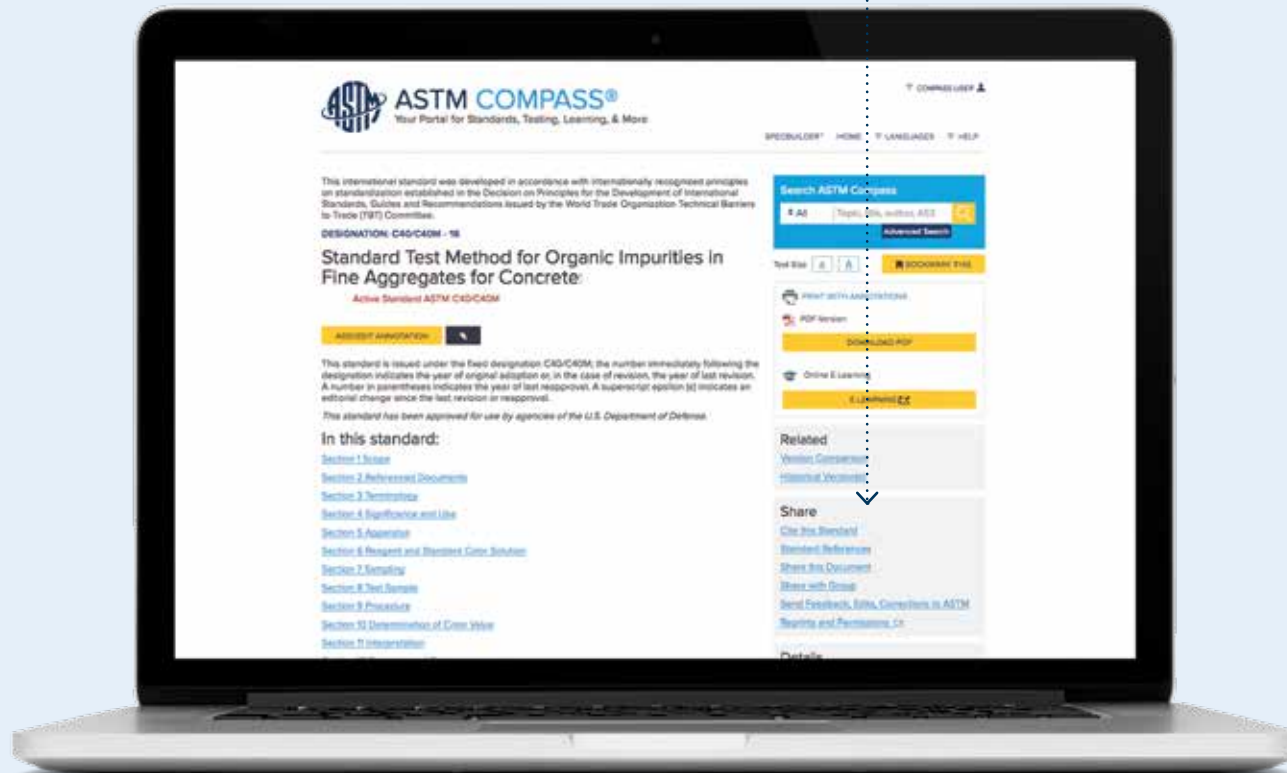 ASTM
ASTM COMPASS®
Your Portal for Standards, Testing, Learning, & More
COMPASS USER
SPECBUILDER® HOME LANGUAGES HELP
This international standard was developed in accordance with internationally recognized principles
on standardization established in the Decision on Principles for the Development of International
Standards, Guides and Recommendations issued by the World Trade Organization Technical Barriers
to Trade (TBT) Committee.
DESIGNATION: C40/C40M - 16
Standard Test Method for Organic Impurities in
Fine Aggregates for Concrete
Active Standard ASTM C40/C40M
ADD/EDIT ANNOTATION
This standard is issued under the fixed designation C40/C40M; the number immediately following the
designation indicates the year of original adoption or, in the case of revision, the year of last revision.
A number in parentheses indicates the year of last reapproval. A superscript epsilon (ε) indicates an
editorial change since the last revision or reapproval.
This standard has been approved for use by agencies of the U.S. Department of Defense.
In this standard:
Section 1 Scope
Section 2 Referenced Documents
Section 3 Terminology
Section 4 Significance and Use
Section 5 Apparatus
Section 6 Reagent and Standard Color Solution
Section 7 Sampling
Section 8 Test Sample
Section 9 Procedure
Section 10 Determination of Color Value
Section 11 Interpretation
Search ASTM Compass
All Topic, title, author, A53
Advanced Search
Text Size A A BOOKMARK THIS
PRINT WITH ANNOTATIONS
PDF Version
DOWNLOAD PDF
Online E Learning
E-LEARNING
Related
Version Comparison
Historical Versions
Share
Cite this Standard
Standard References
Share this Document
Share with Group
Send Feedback, Edits, Corrections to ASTM
Reprints and Permissions
Details